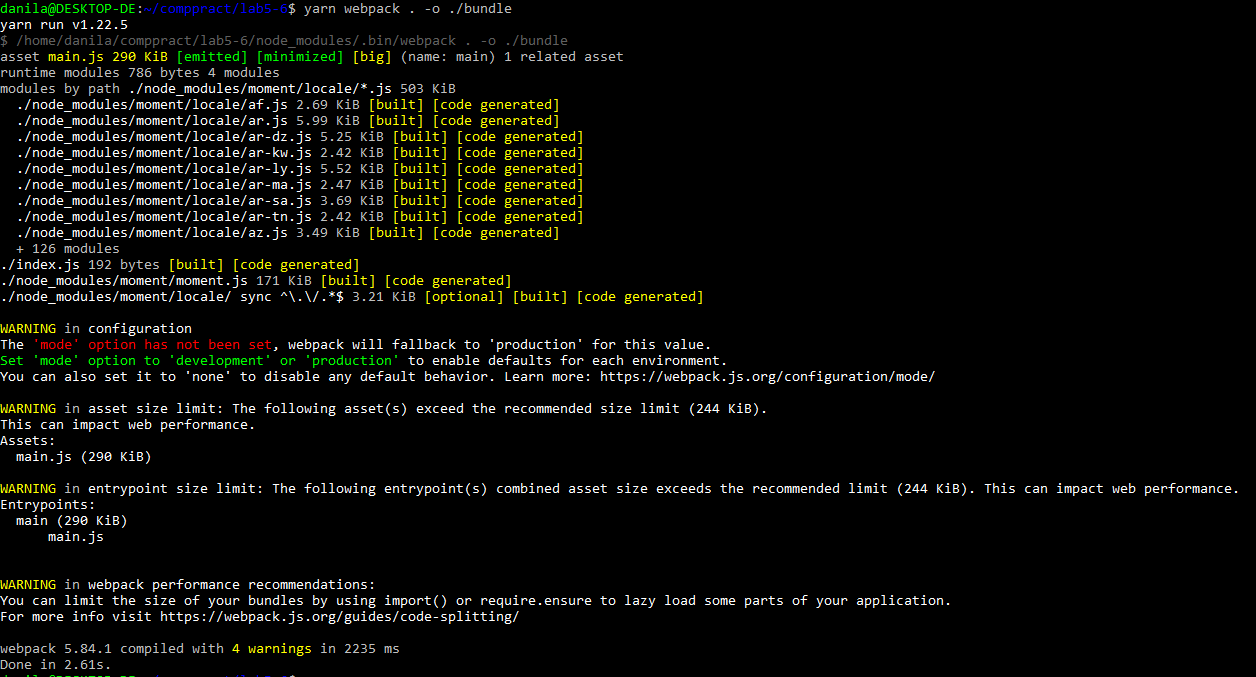 danila@DESKTOP-DE:~/comppract/lab5-6$ yarn webpack . -o ./bundle
yarn run v1.22.5
$ /home/danila/comppract/lab5-6/node_modules/.bin/webpack . -o ./bundle
asset main.js 290 KiB [emitted] [minimized] [big] (name: main) 1 related asset
runtime modules 786 bytes 4 modules
modules by path ./node_modules/moment/locale/*.js 503 KiB
  ./node_modules/moment/locale/af.js 2.69 KiB [built] [code generated]
  ./node_modules/moment/locale/ar.js 5.99 KiB [built] [code generated]
  ./node_modules/moment/locale/ar-dz.js 5.25 KiB [built] [code generated]
  ./node_modules/moment/locale/ar-kw.js 2.42 KiB [built] [code generated]
  ./node_modules/moment/locale/ar-ly.js 5.52 KiB [built] [code generated]
  ./node_modules/moment/locale/ar-ma.js 2.47 KiB [built] [code generated]
  ./node_modules/moment/locale/ar-sa.js 3.69 KiB [built] [code generated]
  ./node_modules/moment/locale/ar-tn.js 2.42 KiB [built] [code generated]
  ./node_modules/moment/locale/az.js 3.49 KiB [built] [code generated]
  + 126 modules
./index.js 192 bytes [built] [code generated]
./node_modules/moment/moment.js 171 KiB [built] [code generated]
./node_modules/moment/locale/ sync ^\.\/.*$ 3.21 KiB [optional] [built] [code generated]

WARNING in configuration
The 'mode' option has not been set, webpack will fallback to 'production' for this value.
Set 'mode' option to 'development' or 'production' to enable defaults for each environment.
You can also set it to 'none' to disable any default behavior. Learn more: https://webpack.js.org/configuration/mode/

WARNING in asset size limit: The following asset(s) exceed the recommended size limit (244 KiB).
This can impact web performance.
Assets:
  main.js (290 KiB)

WARNING in entrypoint size limit: The following entrypoint(s) combined asset size exceeds the recommended limit (244 KiB). This can impact web performance.
Entrypoints:
  main (290 KiB)
      main.js

WARNING in webpack performance recommendations:
You can limit the size of your bundles by using import() or require.ensure to lazy load some parts of your application.
For more info visit https://webpack.js.org/guides/code-splitting/

webpack 5.84.1 compiled with 4 warnings in 2235 ms
Done in 2.61s.